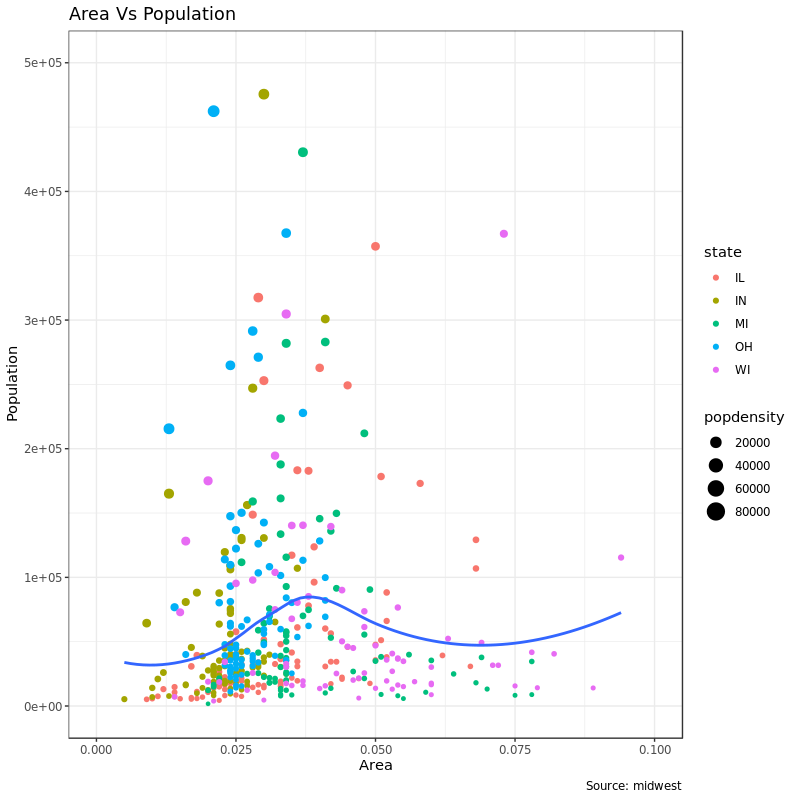 Area Vs Population
5e+05
4e+05
3e+05
2e+05
1e+05
0e+00
Population
0.000
0.025
0.050
0.075
0.100
Area
state
IL
IN
MI
OH
WI
popdensity
20000
40000
60000
80000
Source: midwest